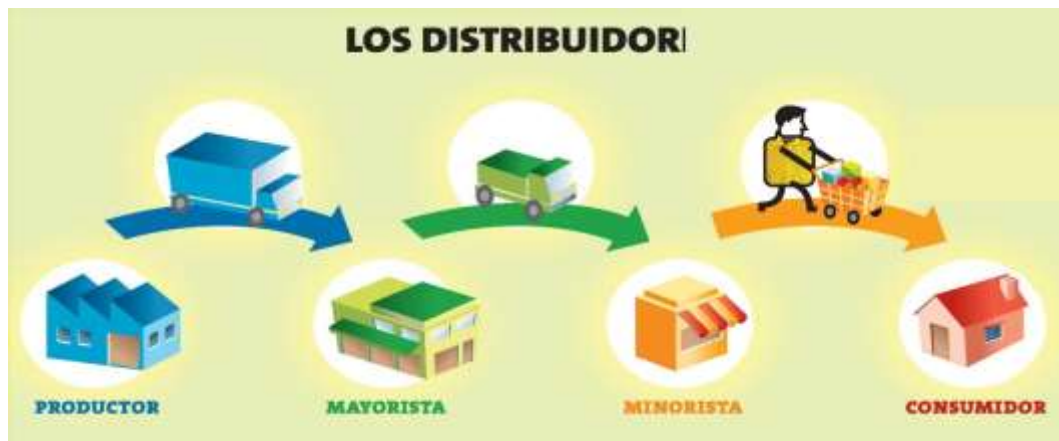 LOS DISTRIBUIDOR
PRODUCTOR MAYORISTA MINORISTA CONSUMIDOR